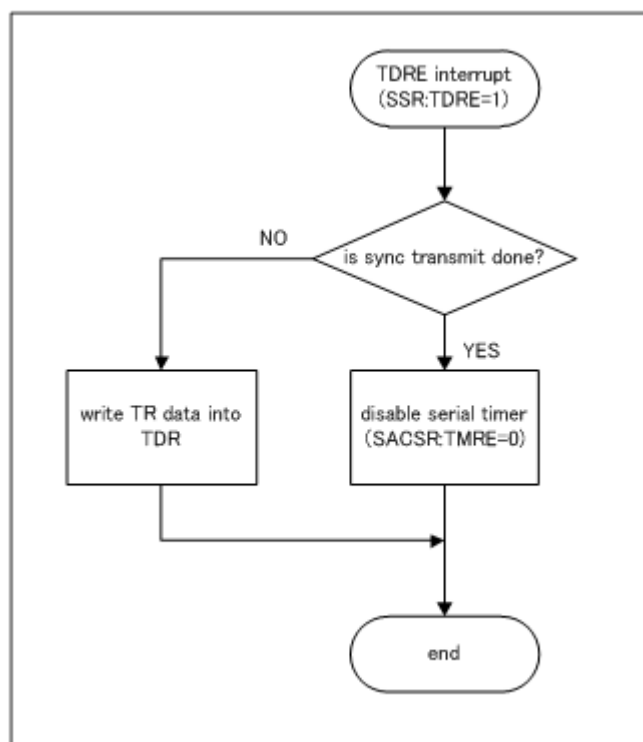 TDRE interrupt
(SSR:TDRE=1)
is sync transmit done?
NO
YES
write TR data into
TDR
disable serial timer
(SACSR:TMRE=0)
end